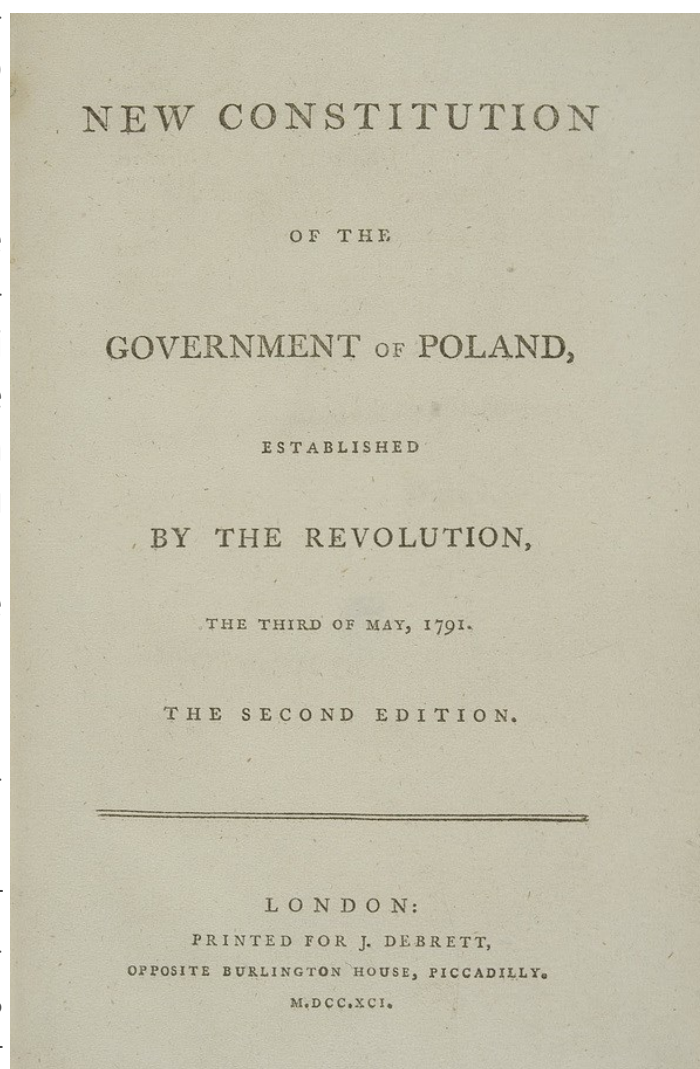 NEW CONSTITUTION
OF THE
GOVERNMENT OF POLAND,
ESTABLISHED
BY THE REVOLUTION,
THE THIRD OF MAY, 1791.
THE SECOND EDITION.
LONDON:
PRINTED FOR J. DEBRETT,
OPPOSITE BURLINGTON HOUSE, PICCADILLY.
M.DCC.XCI.